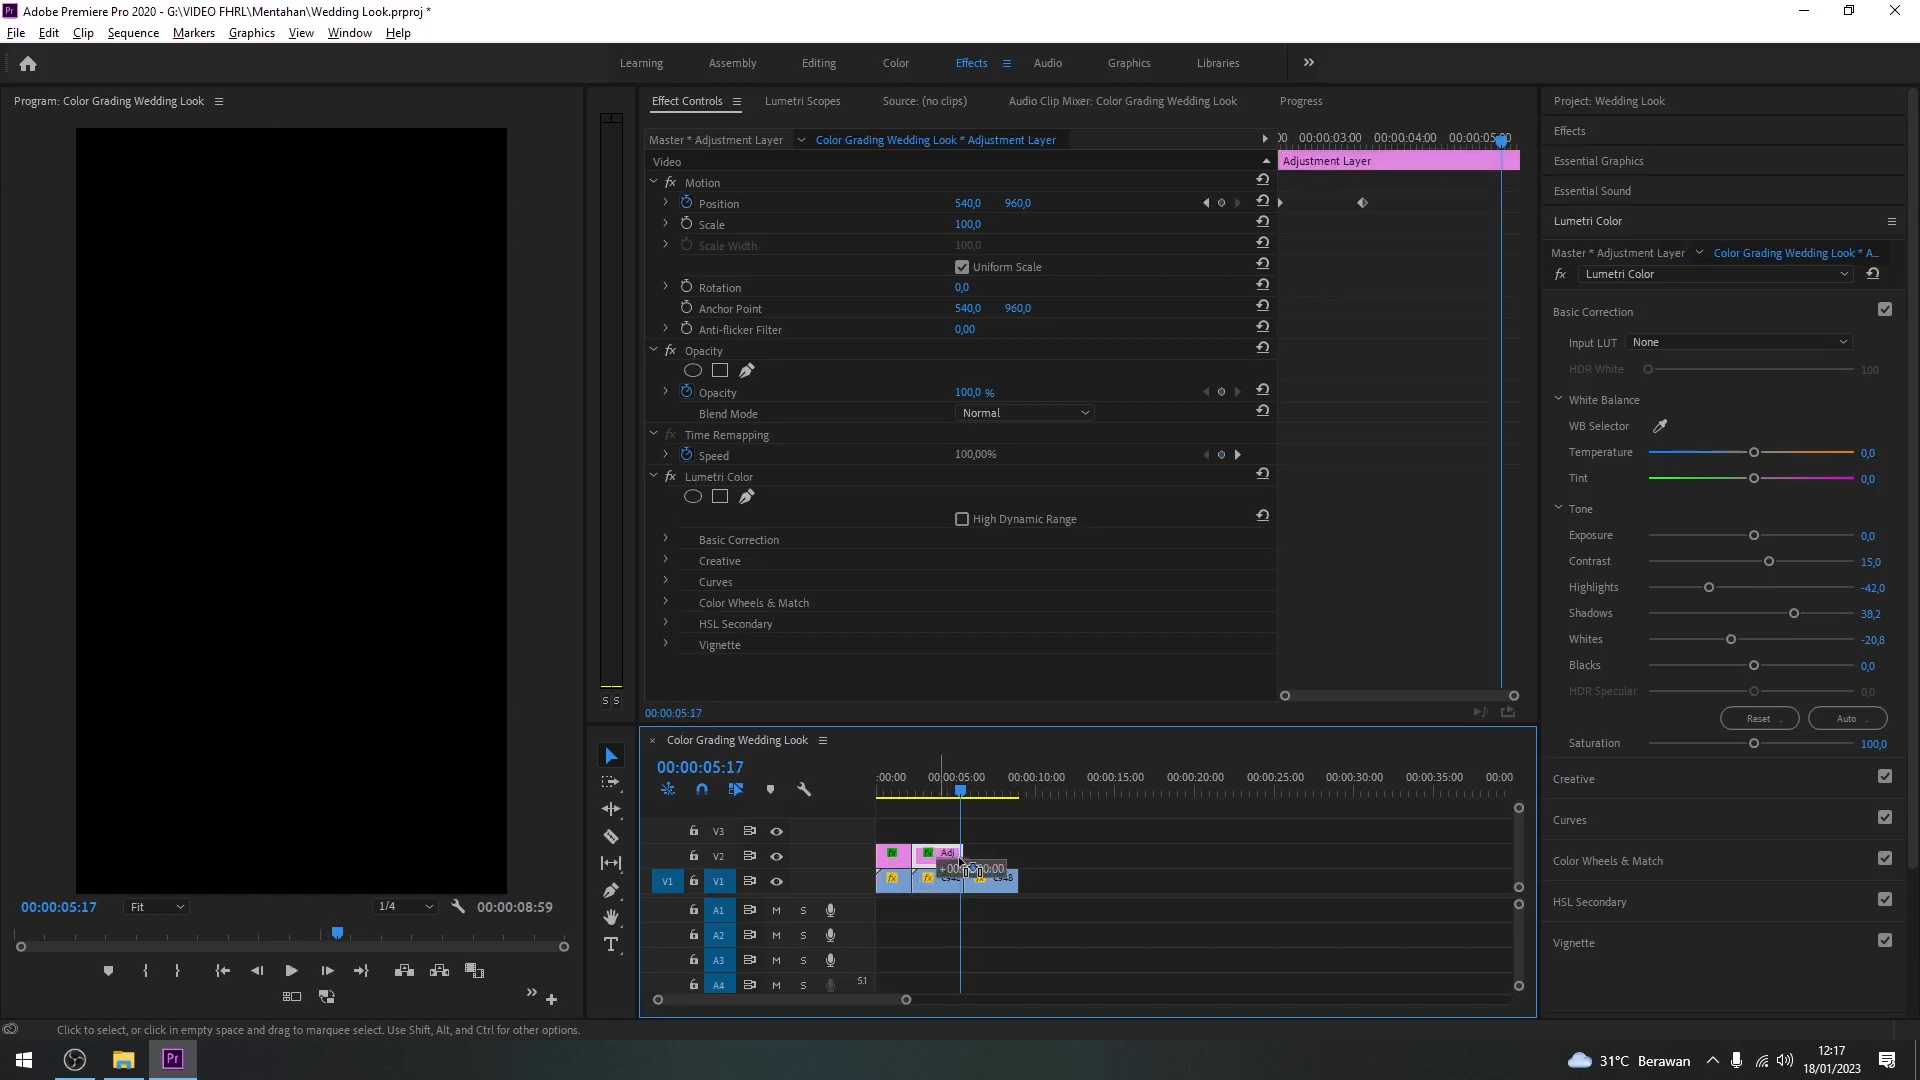 Adobe Premiere Pro 2020 - G:\VIDEO FHRL\Mentahan\Wedding Look.prproj *
File Edit Clip Sequence Markers Graphics View Window Help
Learning Assembly Editing Color Effects Audio Graphics Libraries
Program: Color Grading Wedding Look
Effect Controls Lumetri Scopes Source: (no clips) Audio Clip Mixer: Color Grading Wedding Look Progress
Master * Adjustment Layer Color Grading Wedding Look * Adjustment Layer
00:00:03:00 00:00:04:00 00:00:05:00
Video
Adjustment Layer
fx Motion
Position 540,0 960,0
Scale 100,0
Scale Width 100,0
Uniform Scale
Rotation 0,0
Anchor Point 540,0 960,0
Anti-flicker Filter 0,00
fx Opacity
Opacity 100,0 %
Blend Mode Normal
fx Time Remapping
Speed 100,00%
fx Lumetri Color
High Dynamic Range
Basic Correction
Creative
Curves
Color Wheels & Match
HSL Secondary
Vignette
00:00:05:17
S S
Project: Wedding Look
Effects
Essential Graphics
Essential Sound
Lumetri Color
Master * Adjustment Layer Color Grading Wedding Look * A...
fx Lumetri Color
Basic Correction
Input LUT None
HDR White 100
White Balance
WB Selector
Temperature 0,0
Tint 0,0
Tone
Exposure 0,0
Contrast 15,0
Highlights -42,0
Shadows 38,2
Whites -20,8
Blacks 0,0
HDR Specular 0,0
Reset Auto
Saturation 100,0
Creative
Curves
Color Wheels & Match
HSL Secondary
Vignette
00:00:05:17 Fit 1/4 00:00:08:59
Color Grading Wedding Look
00:00:05:17
:00:00 00:00:05:00 00:00:10:00 00:00:15:00 00:00:20:00 00:00:25:00 00:00:30:00 00:00:35:00 00:00
V3
V2 fx fx Adj
V1 V1 fx fx fx
A1 M S
A2 M S
A3 M S
A4 M S 5.1
Click to select, or click in empty space and drag to marquee select. Use Shift, Alt, and Ctrl for other options.
Pr
31°C Berawan
12:17
18/01/2023